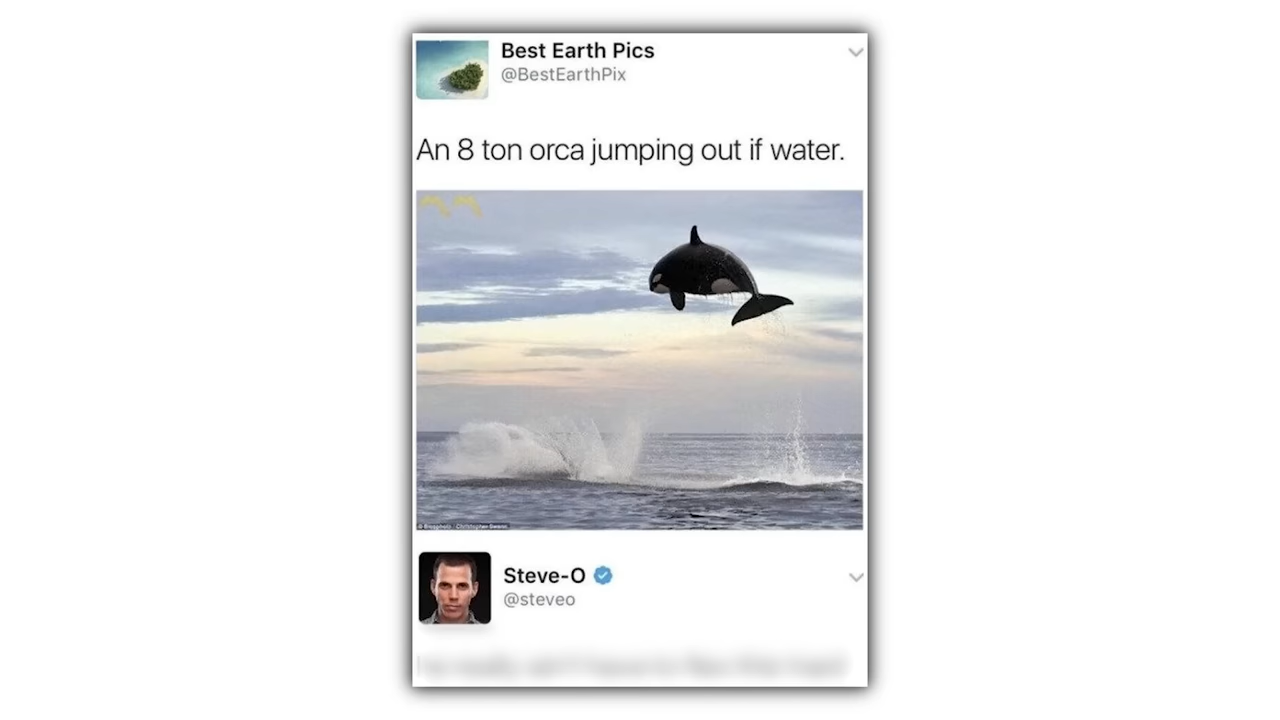 Best Earth Pics
@BestEarthPix
An 8 ton orca jumping out if water.
Steve-O
@steveo